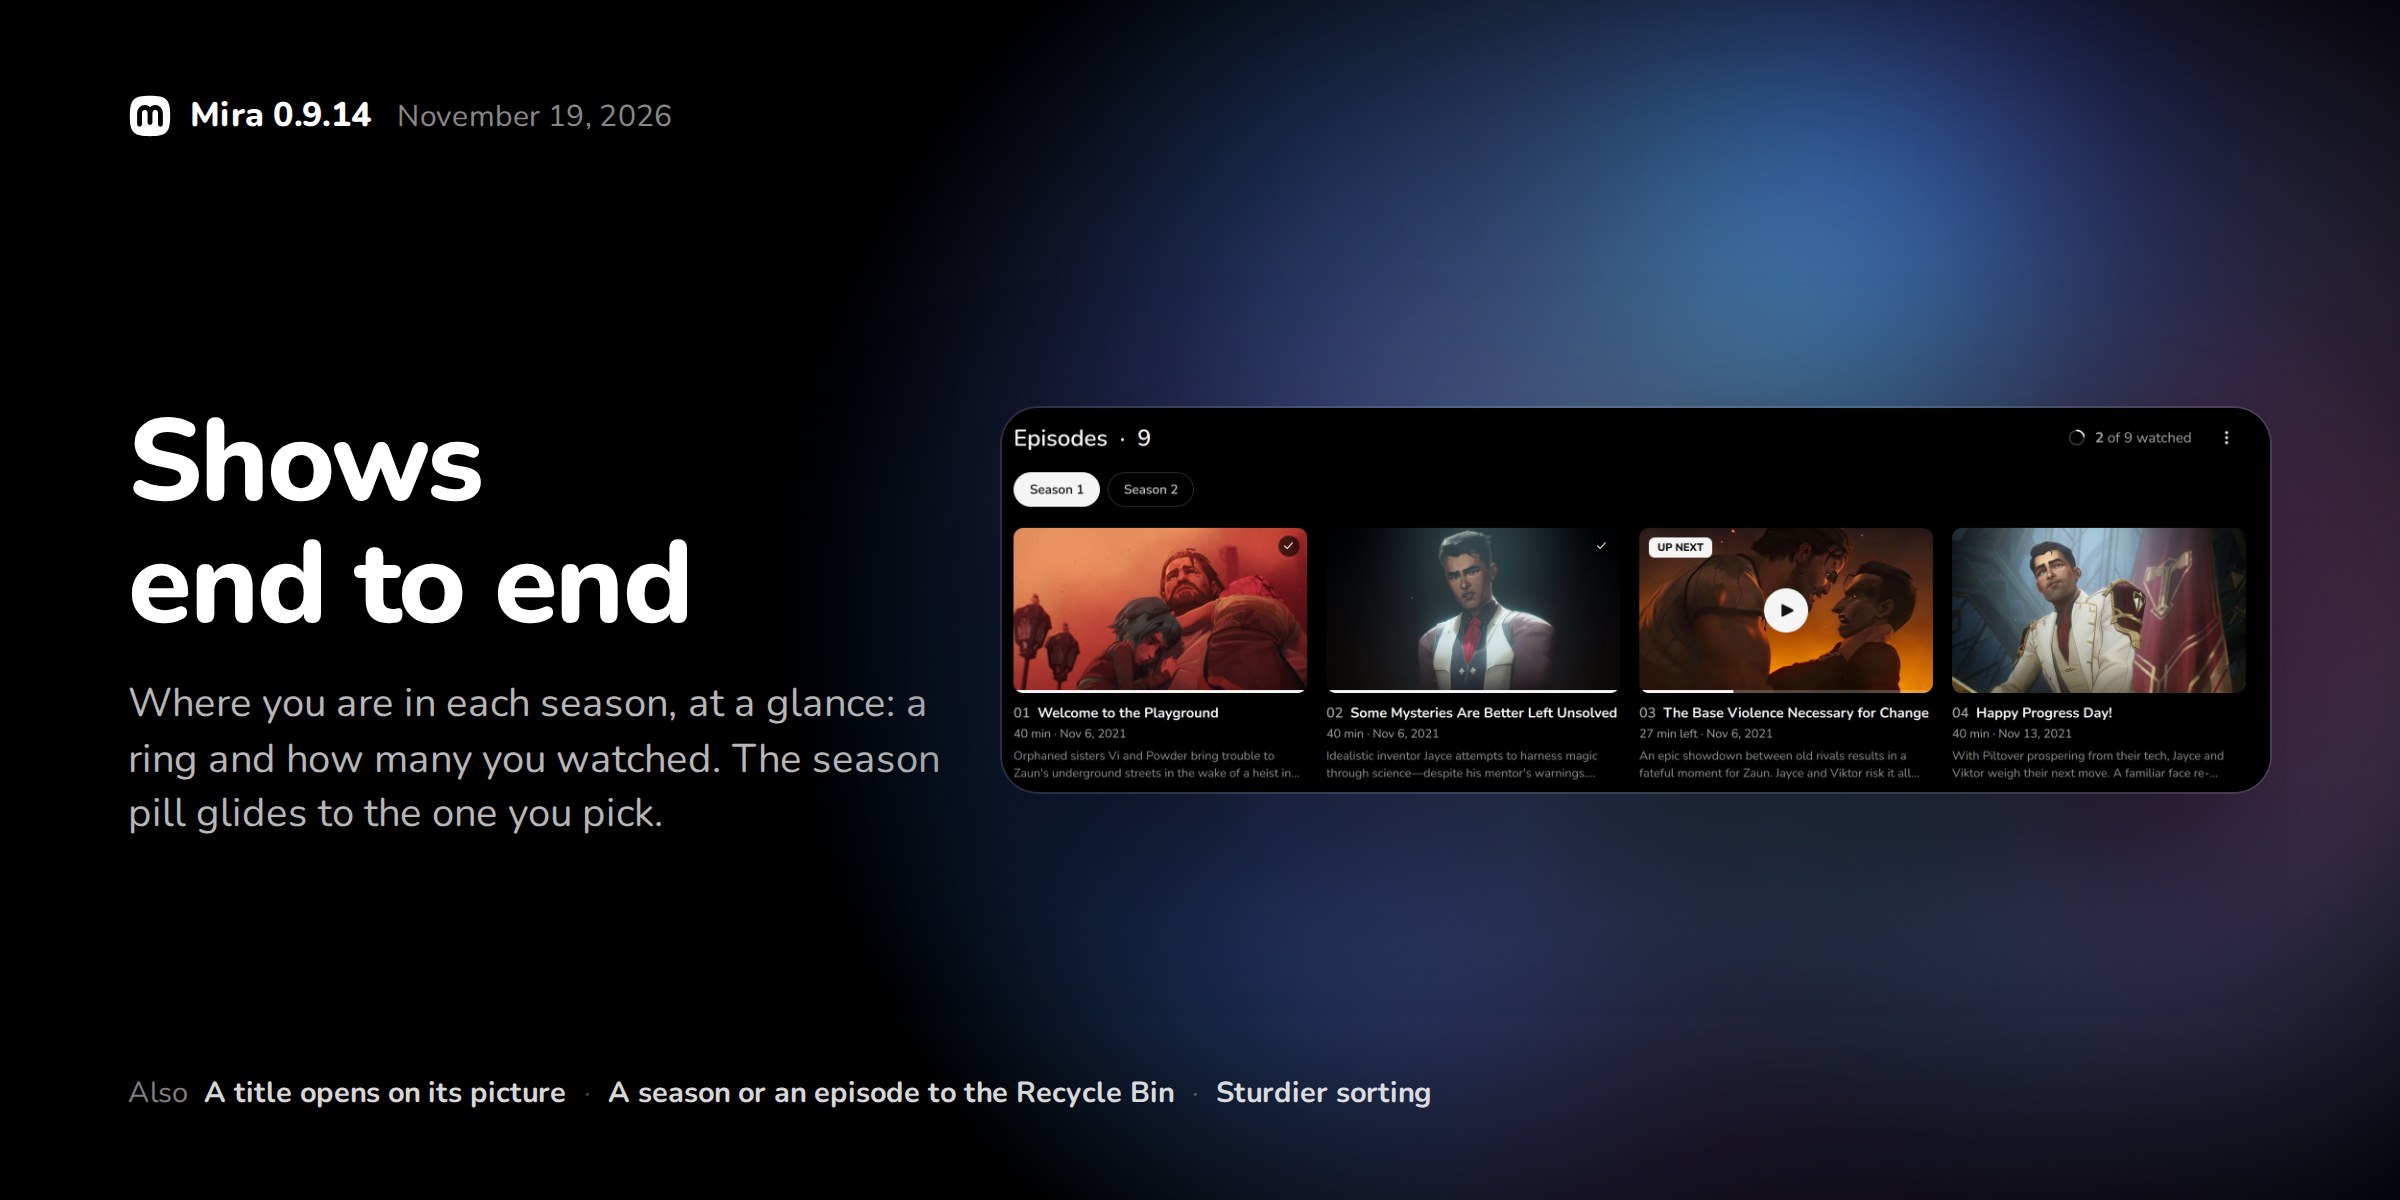 m Mira 0.9.14 November 19, 2026
Shows
end to end
Where you are in each season, at a glance: a
ring and how many you watched. The season
pill glides to the one you pick.
Episodes · 9
2 of 9 watched
Season 1
Season 2
UP NEXT
01 Welcome to the Playground
40 min · Nov 6, 2021
Orphaned sisters Vi and Powder bring trouble to
Zaun's underground streets in the wake of a heist in...
02 Some Mysteries Are Better Left Unsolved
40 min · Nov 6, 2021
Idealistic inventor Jayce attempts to harness magic
through science—despite his mentor's warnings....
03 The Base Violence Necessary for Change
27 min left · Nov 6, 2021
An epic showdown between old rivals results in a
fateful moment for Zaun. Jayce and Viktor risk it all...
04 Happy Progress Day!
40 min · Nov 13, 2021
With Piltover prospering from their tech, Jayce and
Viktor weigh their next move. A familiar face re-...
Also A title opens on its picture · A season or an episode to the Recycle Bin · Sturdier sorting